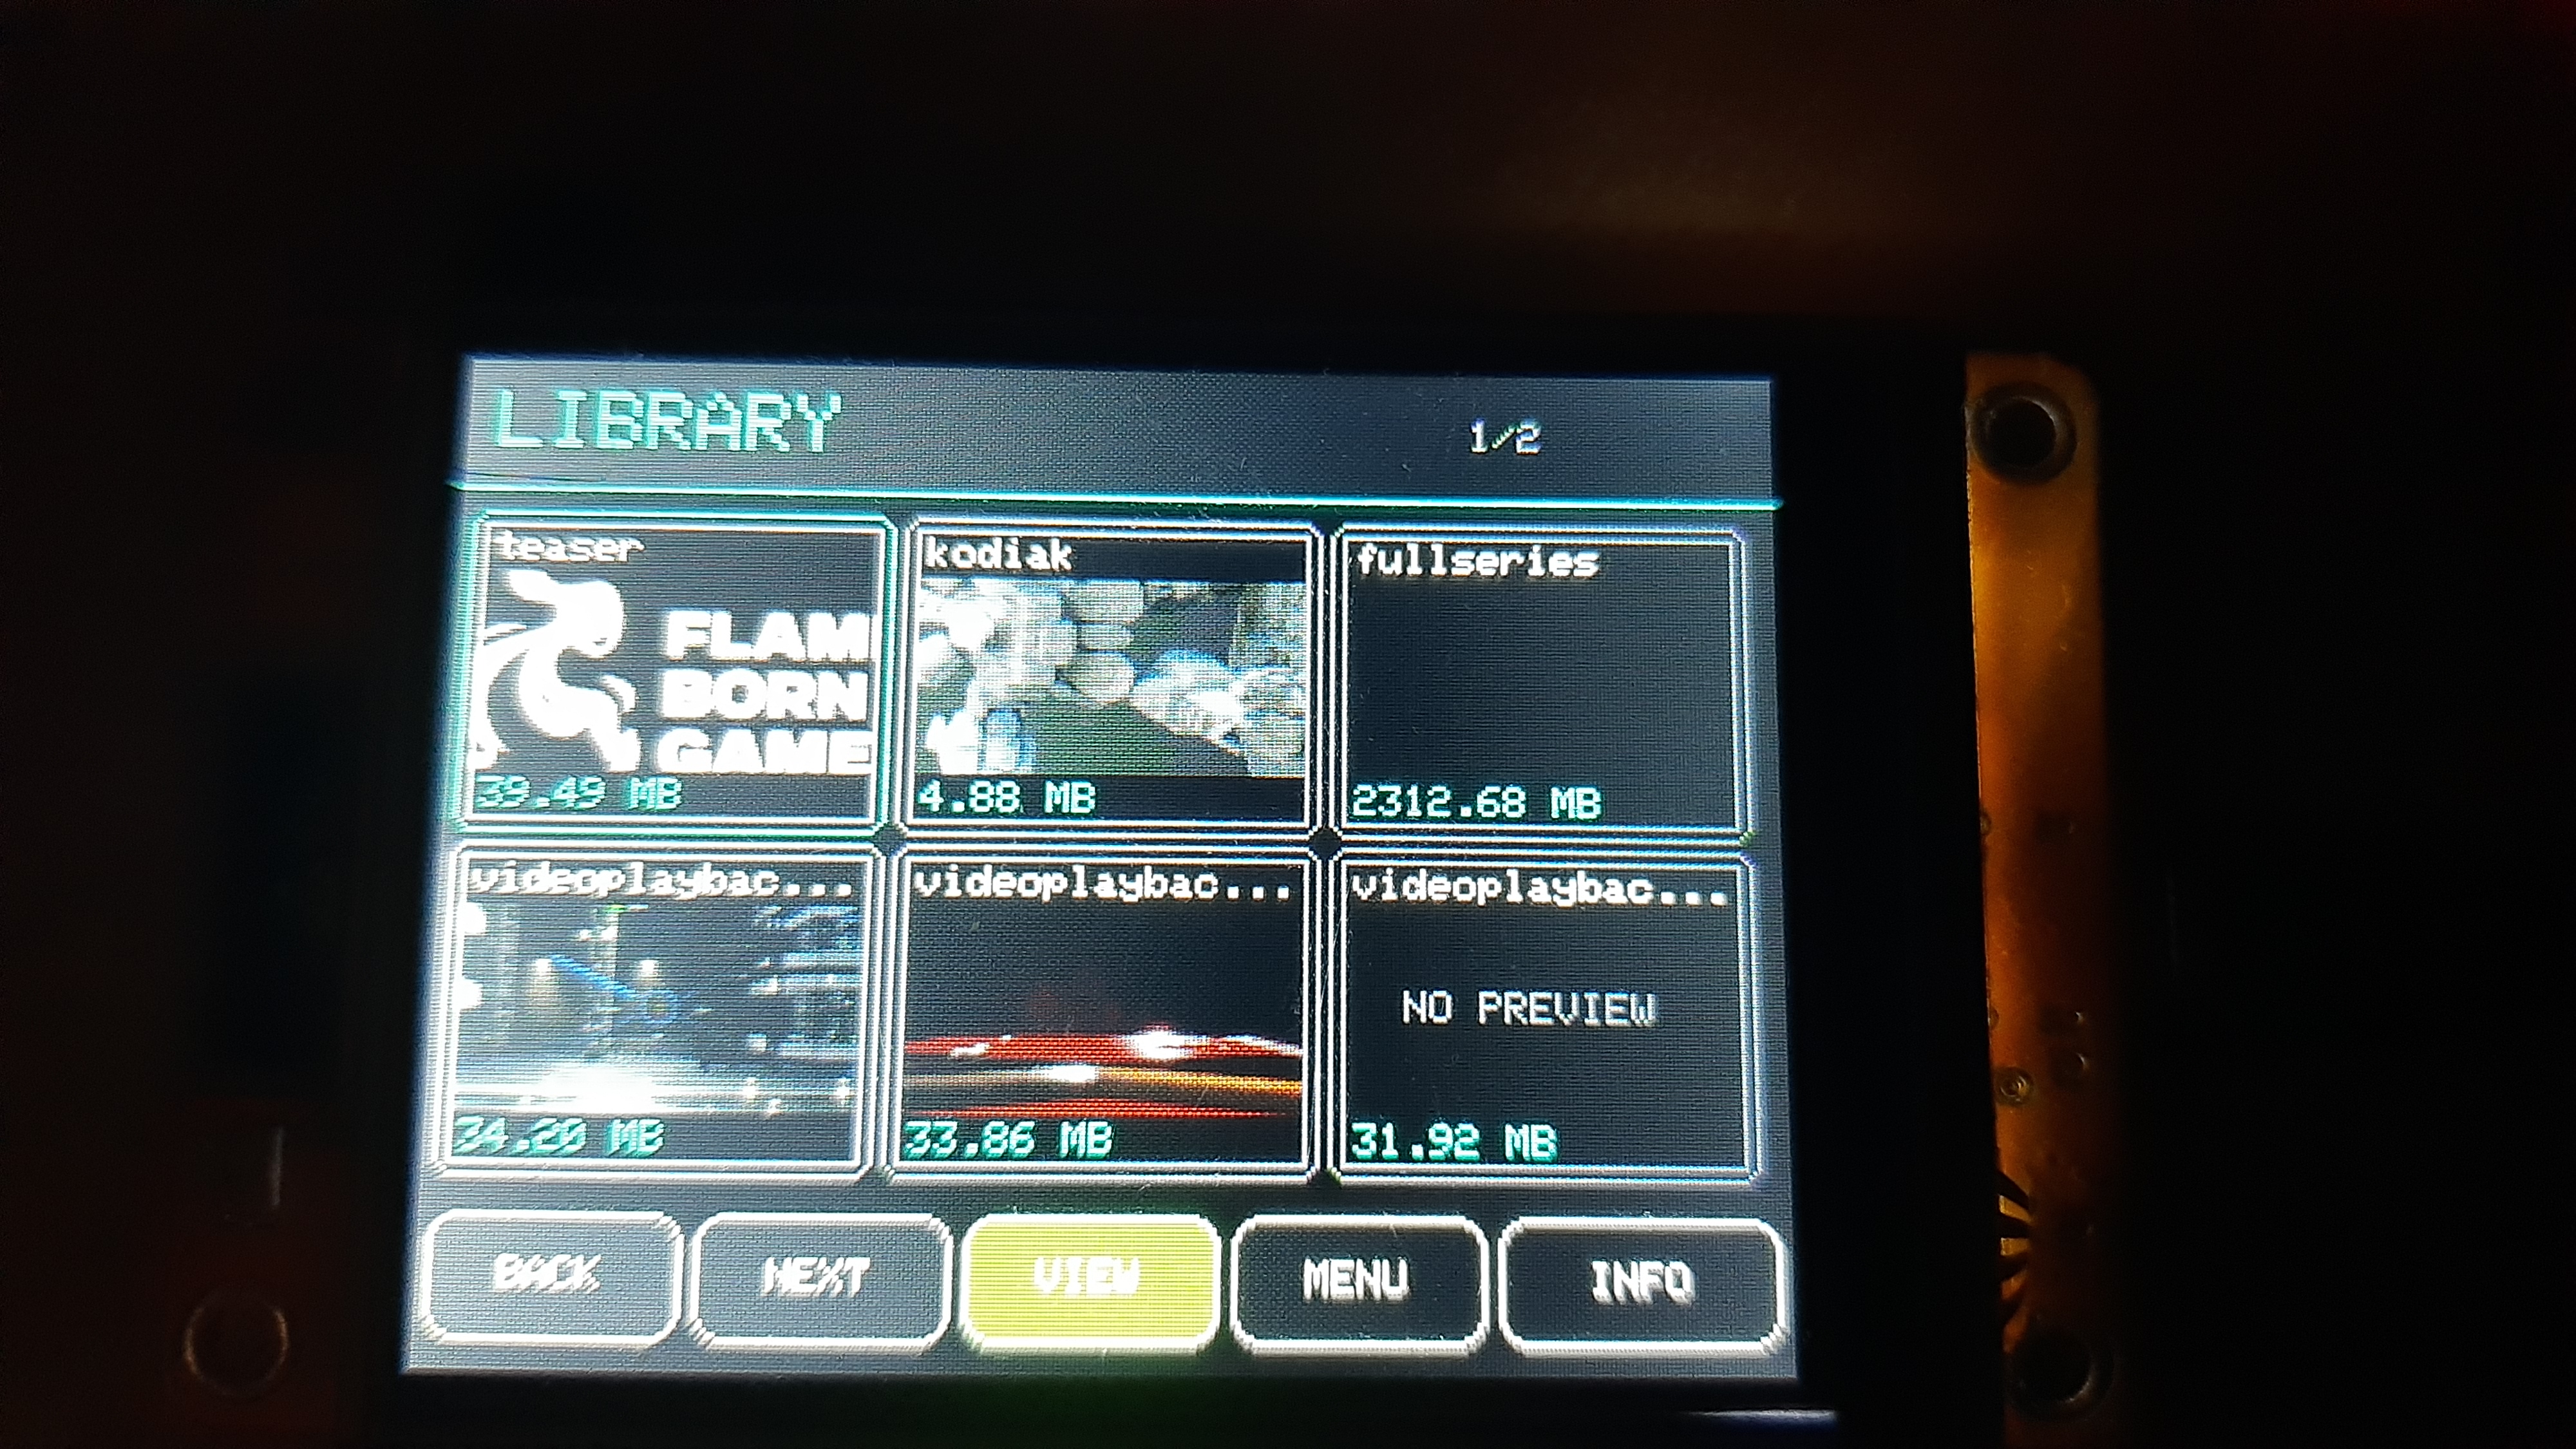 LIBRARY
1/2
teaser
FLAM
BORN
GAME
39.49 MB
kodiak
4.88 MB
fullseries
2312.68 MB
videoplaybac...
34.20 MB
videoplaybac...
33.86 MB
videoplaybac...
NO PREVIEW
31.92 MB
BACK
NEXT
VIEW
MENU
INFO